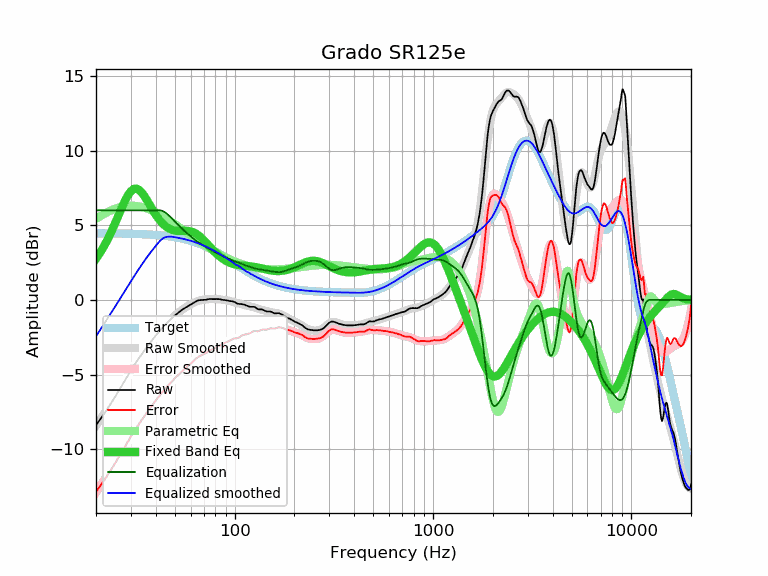 Grado SR125e
Amplitude (dBr)
15
10
5
0
−5
−10
Target
Raw Smoothed
Error Smoothed
Raw
Error
Parametric Eq
Fixed Band Eq
Equalization
Equalized smoothed
100
1000
10000
Frequency (Hz)